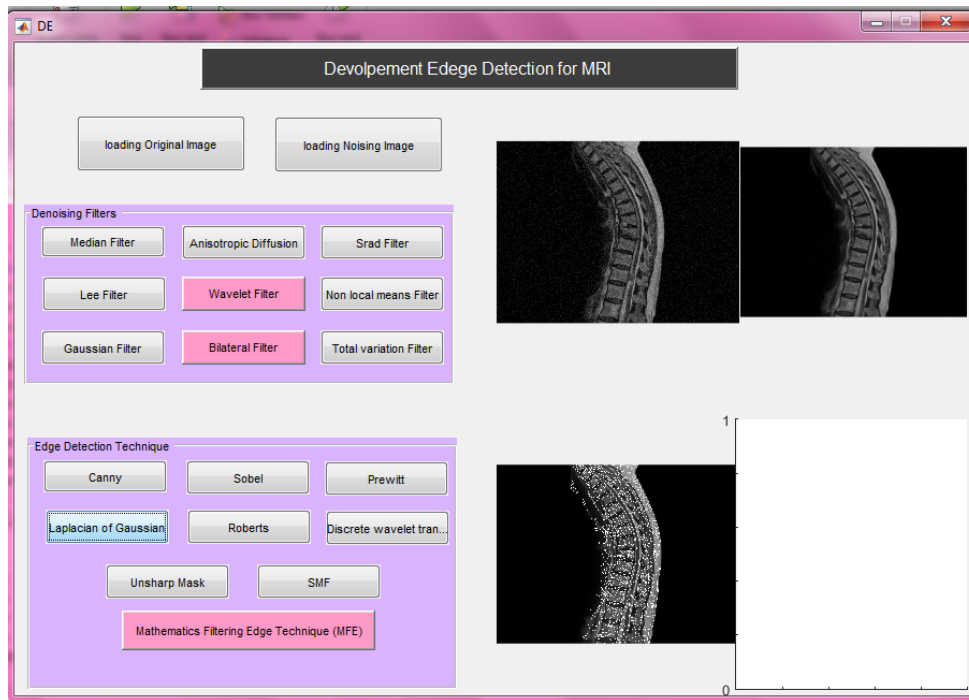 DE
Devolpement Edege Detection for MRI
loading Original Image
loading Noising Image
Denoising Filters
Median Filter
Anisotropic Diffusion
Srad Filter
Lee Filter
Wavelet Filter
Non local means Filter
Gaussian Filter
Bilateral Filter
Total variation Filter
Edge Detection Technique
Canny
Sobel
Prewitt
Laplacian of Gaussian
Roberts
Discrete wavelet tran...
Unsharp Mask
SMF
Mathematics Filtering Edge Technique (MFE)
1
0